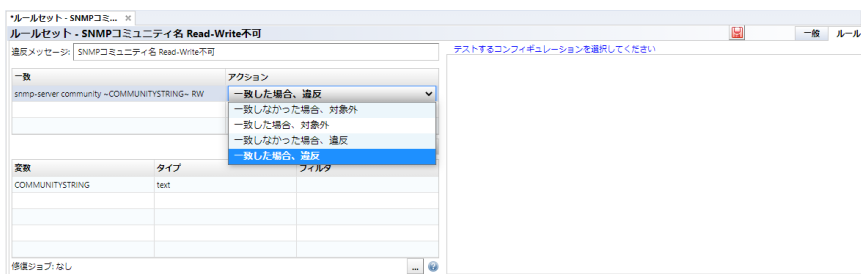 *ルールセット - SNMPコミ... ×
ルールセット - SNMPコミュニティ名 Read-Write不可
一般 ルール
違反メッセージ: SNMPコミュニティ名 Read-Write不可
テストするコンフィギュレーションを選択してください
一致 アクション
snmp-server community ~COMMUNITYSTRING~ RW 一致した場合、違反
一致しなかった場合、対象外
一致した場合、対象外
一致しなかった場合、違反
一致した場合、違反
変数 タイプ フィルタ
COMMUNITYSTRING text
修復ジョブ: なし ... ?